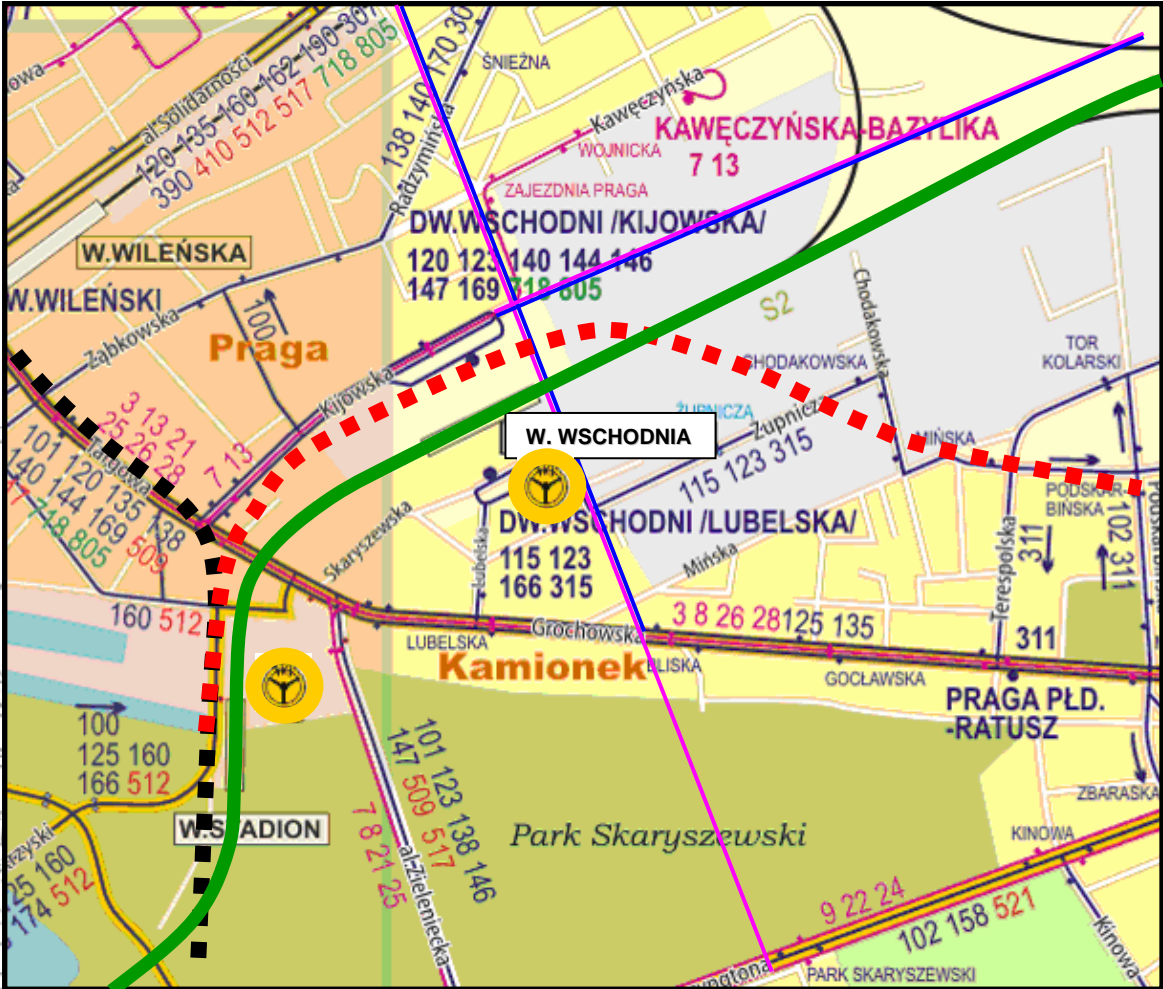 ŚNIEŻNA
al.Solidarności
120-135-160-162-190-307
390 410 512 517 718 805
138 140 170 30
Radzymińska
Kawęczyńska
KAWĘCZYŃSKA-BAZYLIKA
7 13
WOJNICKA
ZAJEZDNIA PRAGA
DW.WSCHODNI /KIJOWSKA/
120 123 140 144 146
147 169 718 805
W.WILEŃSKA
W.WILEŃSKI
Ząbkowska
100
Praga
Kijowska
S2
Chodakowska
TOR
KOLARSKI
CHODAKOWSKA
ŻUPNICZA
Żupnicza
115 123 315
W. WSCHODNIA
MIŃSKA
3 13 21
25 26 28
7 13
Targowa
101 120 135 138
140 144 169 509
718 805
Skaryszewska
DW.WSCHODNI /LUBELSKA/
115 123
166 315
Lubelska
Mińska
PODSKAR-
BIŃSKA
102 311
Terespolska
311
160 512
LUBELSKA
Grochowska
3 8 26 28 125 135
311
Kamionek
BLISKA
GOCŁAWSKA
PRAGA PŁD.
-RATUSZ
100
125 160
166 512
W.STADION
101 123 138 146
147 509 517
7 8 21 25
al.Zieleniecka
Park Skaryszewski
ZBARASKA
KINOWA
25 160
174 512
9 22 24
102 158 521
Kinowa
PARK SKARYSZEWSKI